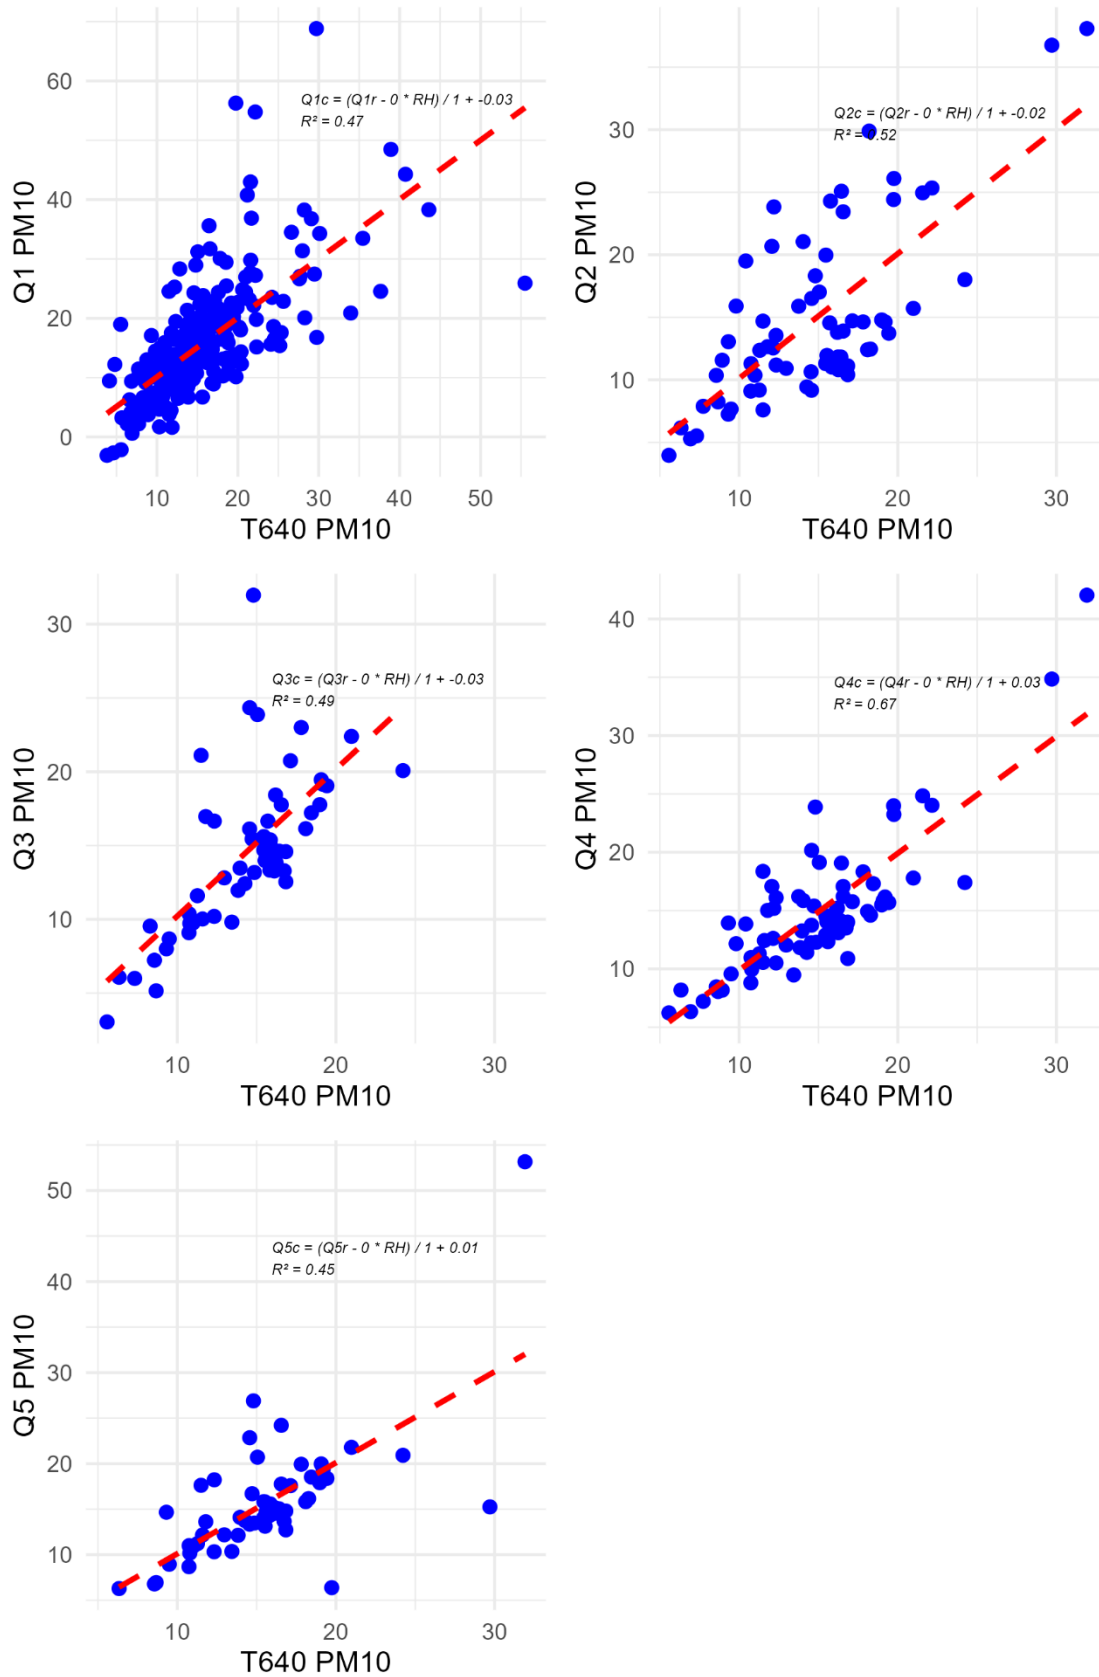 Q1 PM10
60
40
20
0
Q1c = (Q1r - 0 * RH) / 1 + -0.03
R² = 0.47
10 20 30 40 50
T640 PM10
Q2 PM10
30
20
10
Q2c = (Q2r - 0 * RH) / 1 + -0.02
R² = 0.52
10 20 30
T640 PM10
Q3 PM10
30
20
10
Q3c = (Q3r - 0 * RH) / 1 + -0.03
R² = 0.49
10 20 30
T640 PM10
Q4 PM10
40
30
20
10
Q4c = (Q4r - 0 * RH) / 1 + 0.03
R² = 0.67
10 20 30
T640 PM10
Q5 PM10
50
40
30
20
10
Q5c = (Q5r - 0 * RH) / 1 + 0.01
R² = 0.45
10 20 30
T640 PM10